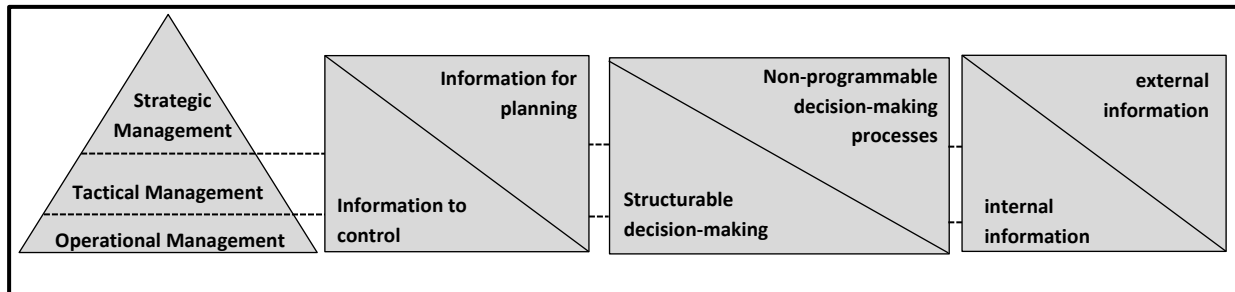 Strategic
Management
Tactical Management
Operational Management
Information for
planning
Information to
control
Non-programmable
decision-making
processes
Structurable
decision-making
external
information
internal
information